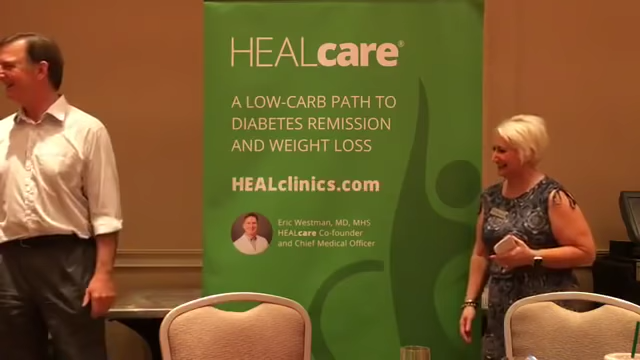 HEALcare®
A LOW-CARB PATH TO
DIABETES REMISSION
AND WEIGHT LOSS
HEALclinics.com
Eric Westman, MD, MHS
HEALcare Co-founder
and Chief Medical Officer